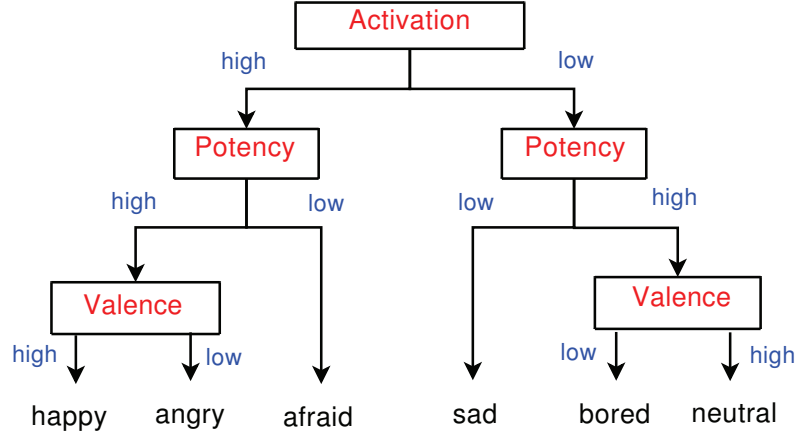 Activation
high
low
Potency
Potency
high
low
low
high
Valence
Valence
high
low
low
high
happy
angry
afraid
sad
bored
neutral